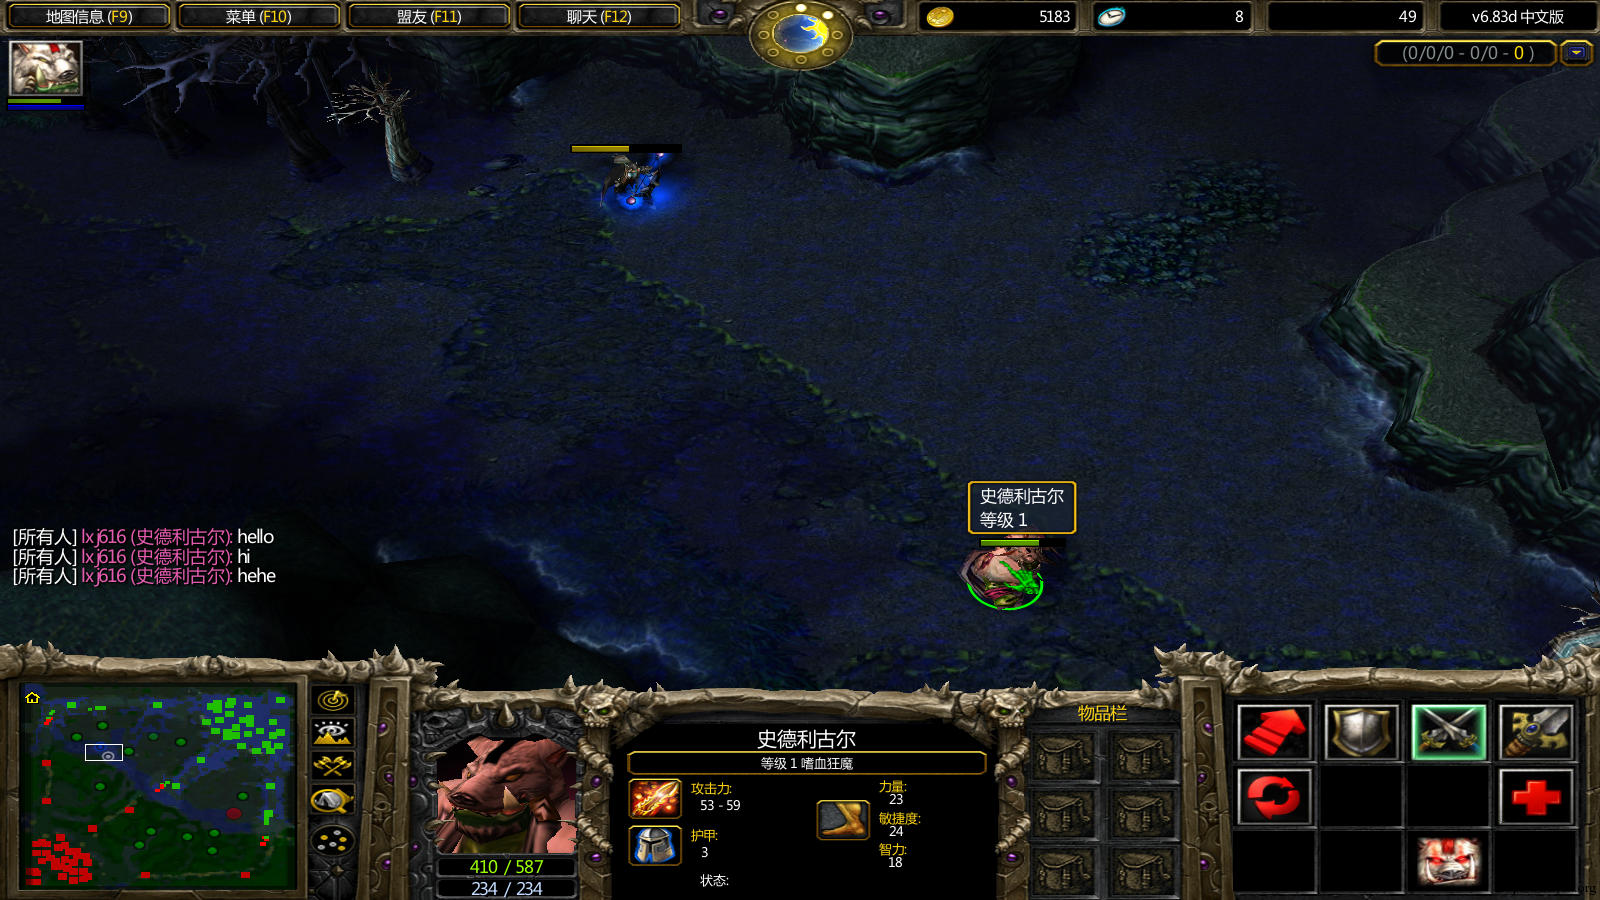 地图信息 (F9)
菜单 (F10)
盟友 (F11)
聊天 (F12)
5183
8
49
v6.83d 中文版
(0/0/0 - 0/0 - 0 )
史德利古尔
等级 1
[所有人] lxj616 (史德利古尔): hello
[所有人] lxj616 (史德利古尔): hi
[所有人] lxj616 (史德利古尔): hehe
史德利古尔
等级 1 嗜血狂魔
攻击力:
53 - 59
护甲:
3
力量:
23
敏捷度:
24
智力:
18
状态:
410 / 587
234 / 234
物品栏